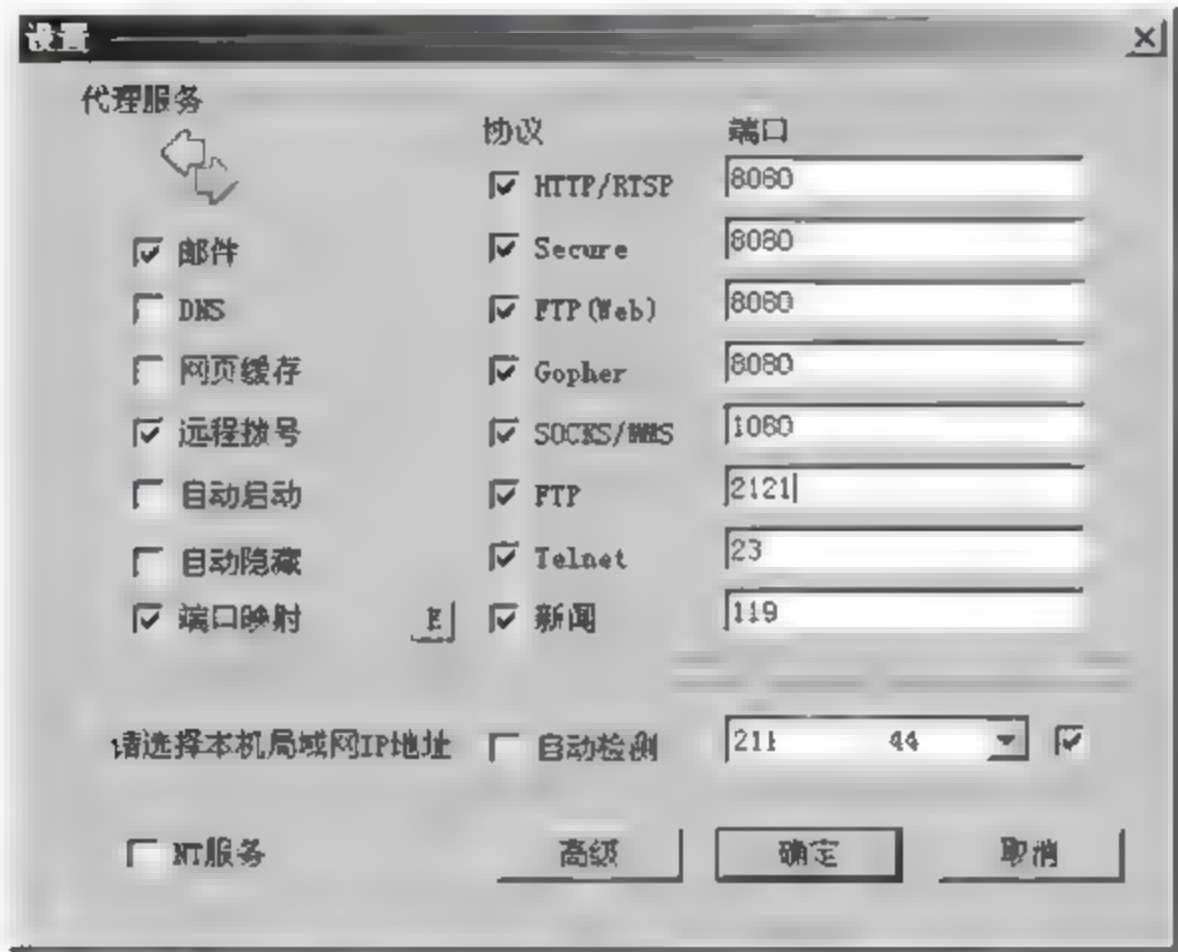 设置
代理服务
协议 端口
HTTP/RTSP 8080
邮件 Secure 8080
DNS FTP(Web) 8080
网页缓存 Gopher 8080
远程拨号 SOCKS/MMS 1080
自动启动 FTP 2121
自动隐藏 Telnet 23
端口映射 E 新闻 119
请选择本机局域网IP地址 自动检测 211 44
NT服务 高级 确定 取消